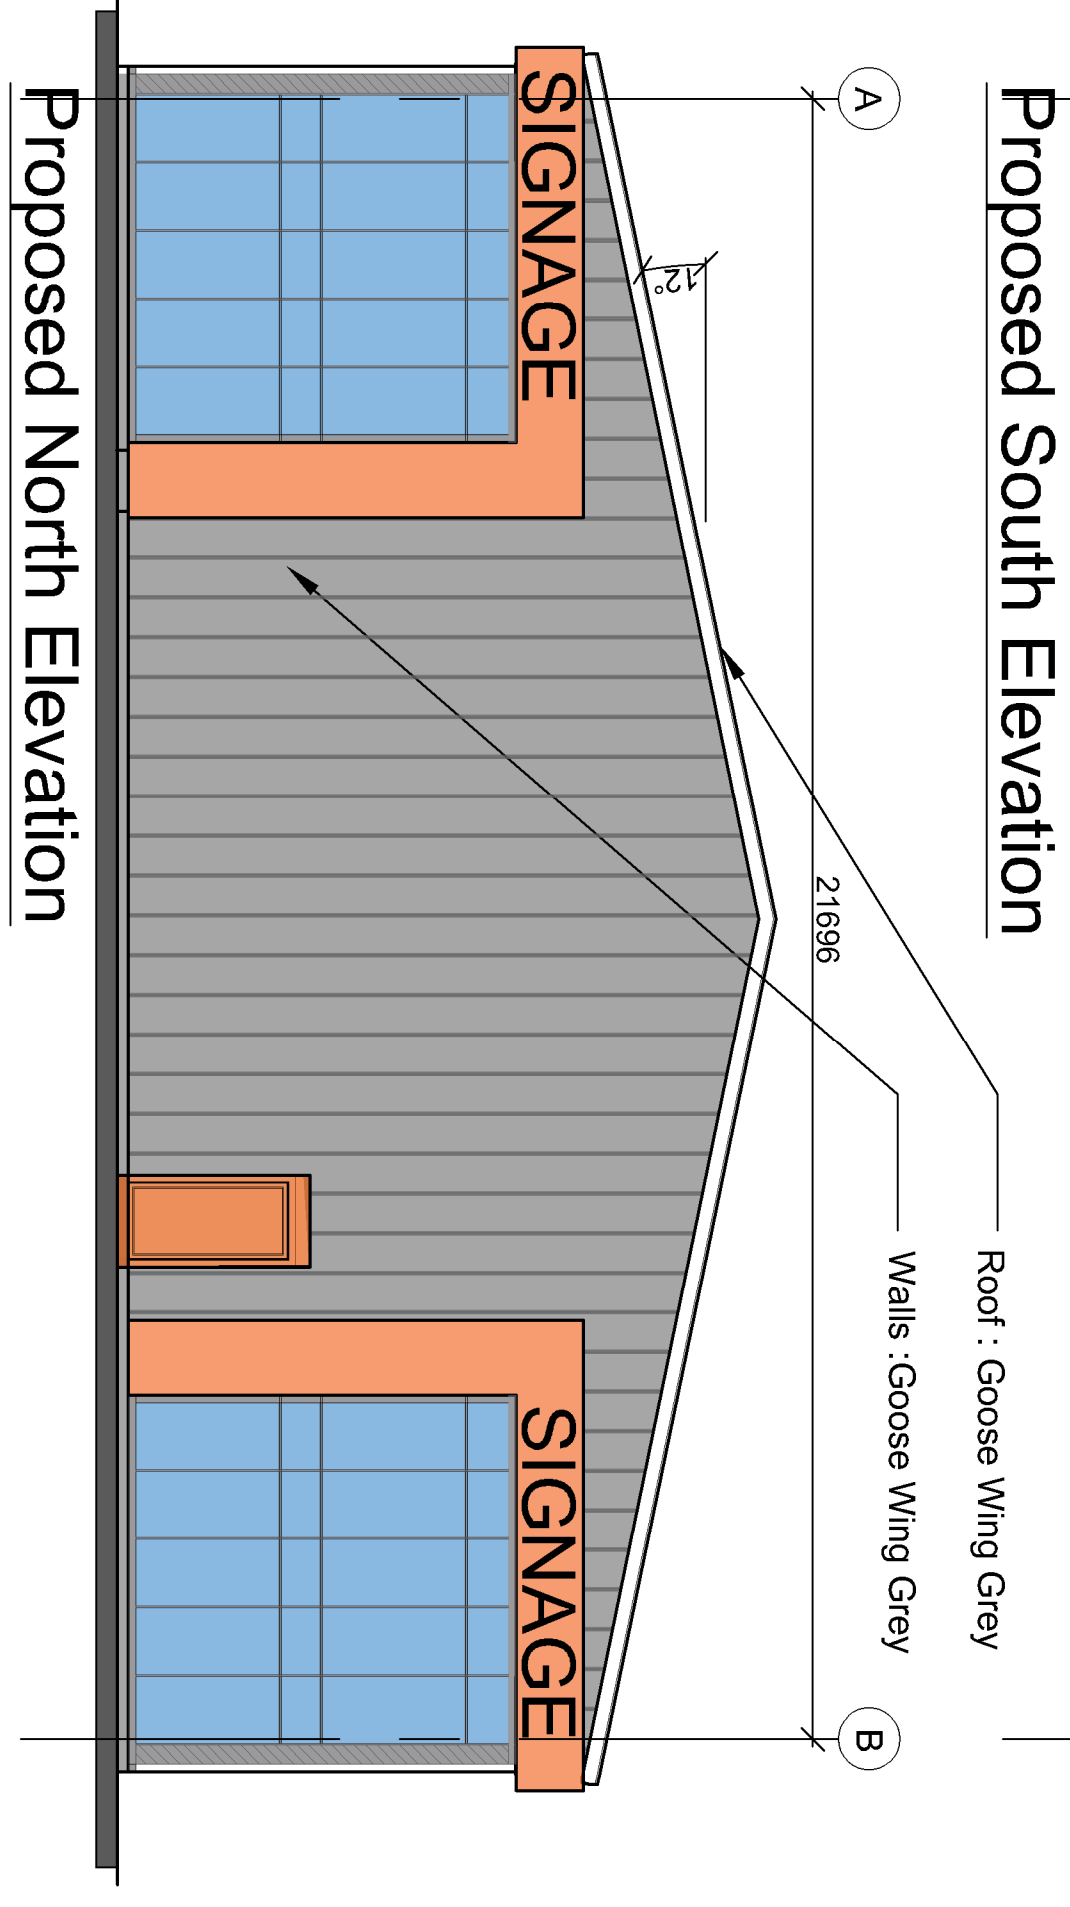 Proposed South Elevation
Roof : Goose Wing Grey
Walls :Goose Wing Grey
A
B
21696
12°
SIGNAGE
SIGNAGE
Proposed North Elevation